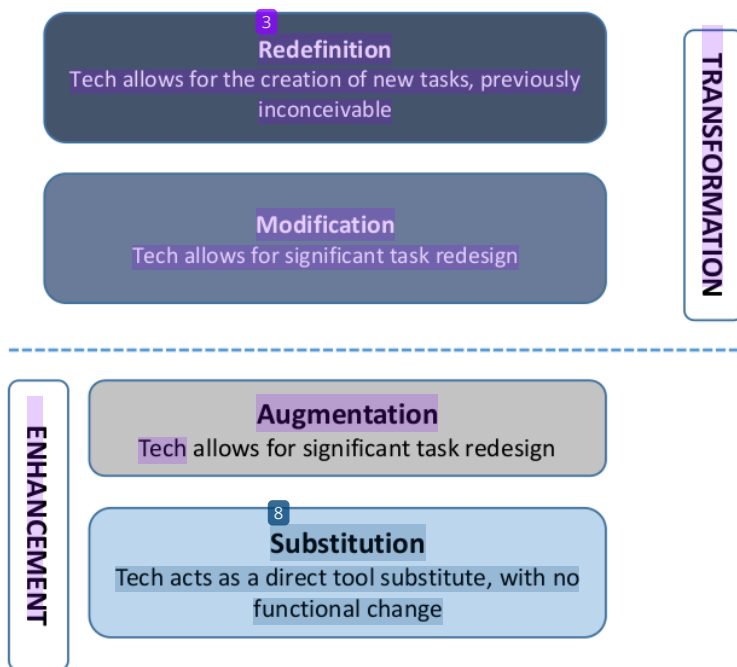 3
Redefinition
Tech allows for the creation of new tasks, previously
inconceivable
TRANSFORMATION
Modification
Tech allows for significant task redesign
ENHANCEMENT
Augmentation
Tech allows for significant task redesign
8
Substitution
Tech acts as a direct tool substitute, with no
functional change